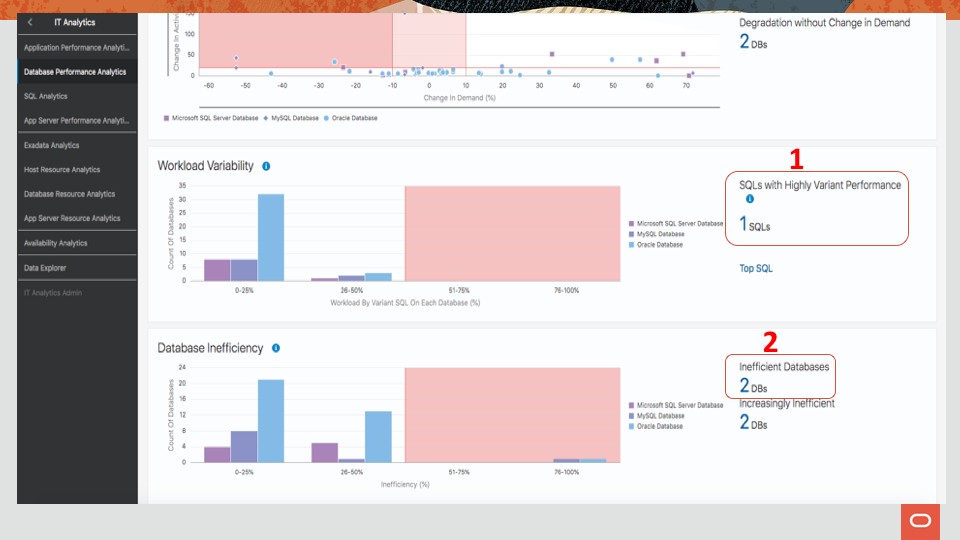 IT Analytics
Application Performance Analyti...
Database Performance Analytics
SQL Analytics
App Server Performance Analyti...
Exadata Analytics
Host Resource Analytics
Database Resource Analytics
App Server Resource Analytics
Availability Analytics
Data Explorer
IT Analytics Admin
Change In Activ
150
100
50
0
-60 -50 -40 -30 -20 -10 0 10 20 30 40 50 60 70
Change In Demand (%)
Microsoft SQL Server Database MySQL Database Oracle Database
Degradation without Change in Demand
2 DBs
Workload Variability
Count Of Databases
35
30
25
20
15
10
5
0
0-25% 26-50% 51-75% 76-100%
Workload By Variant SQL On Each Database (%)
Microsoft SQL Server Database
MySQL Database
Oracle Database
1
SQLs with Highly Variant Performance
1 SQLs
Top SQL
Database Inefficiency
Count Of Databases
24
20
16
12
8
4
0
0-25% 26-50% 51-75% 76-100%
Inefficiency (%)
Microsoft SQL Server Database
MySQL Database
Oracle Database
2
Inefficient Databases
2 DBs
Increasingly Inefficient
2 DBs